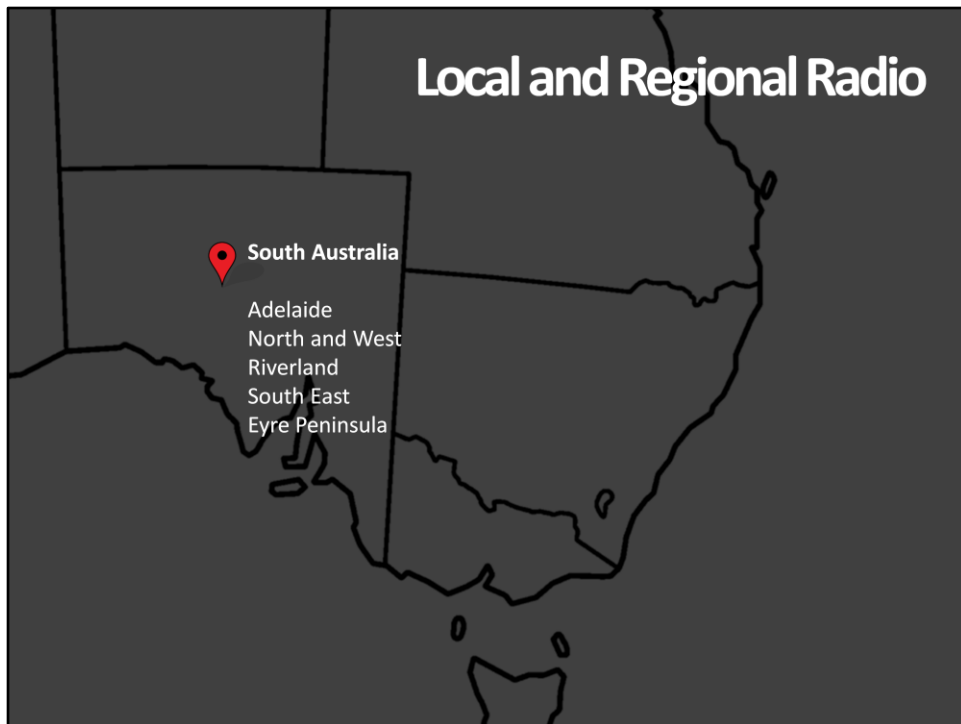 Local and Regional Radio
South Australia
Adelaide
North and West
Riverland
South East
Eyre Peninsula